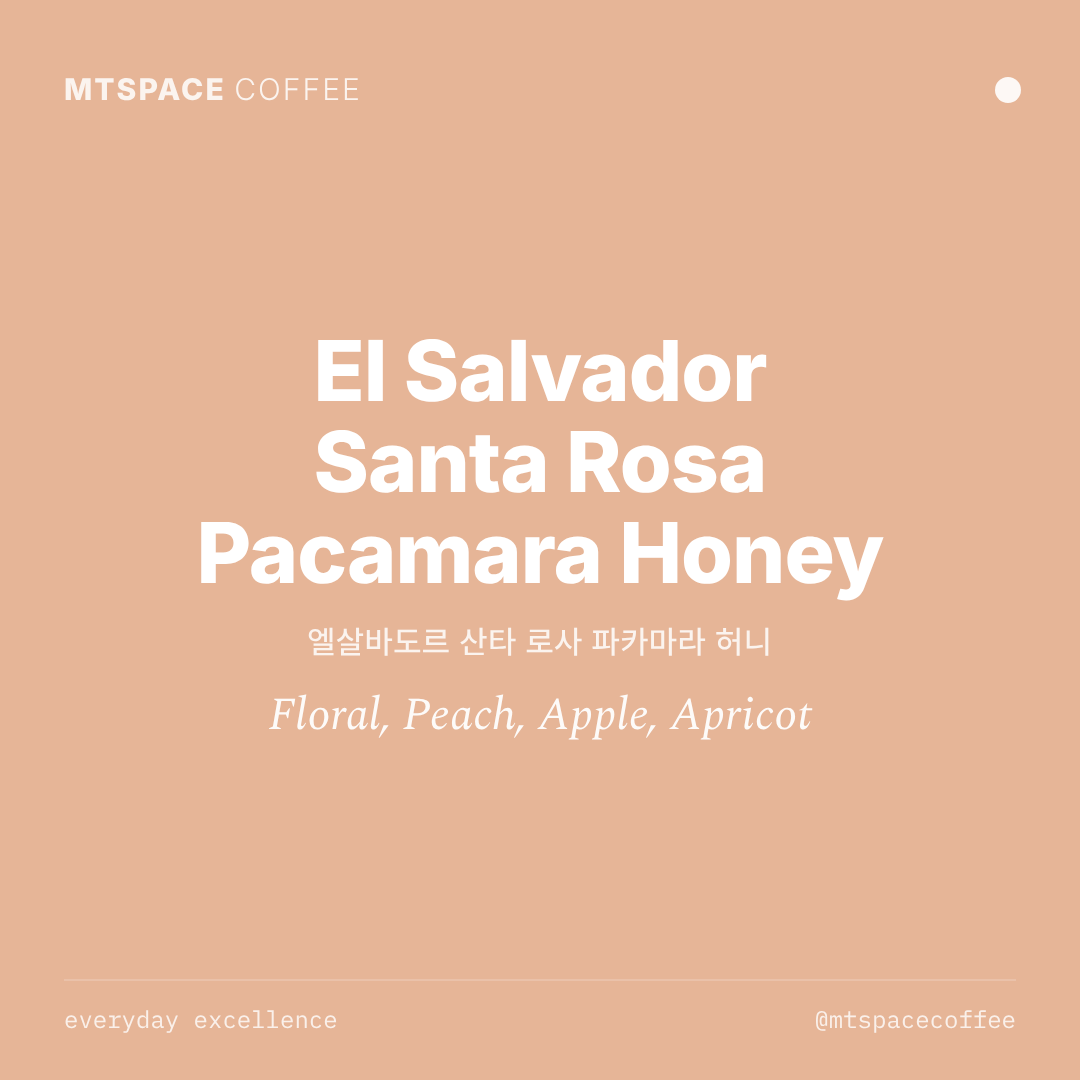 MTSPACE COFFEE
El Salvador
Santa Rosa
Pacamara Honey
엘살바도르 산타 로사 파카마라 허니
Floral, Peach, Apple, Apricot
everyday excellence
@mtspacecoffee